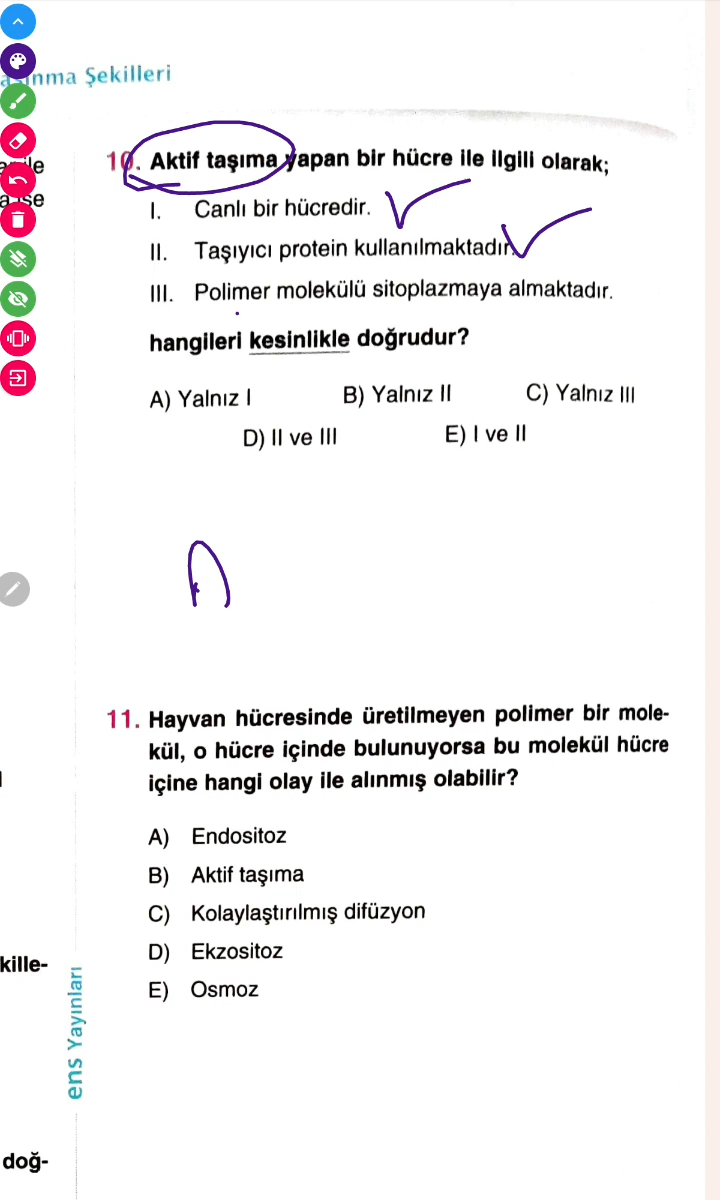 aşınma Şekilleri
10. Aktif taşıma yapan bir hücre ile ilgili olarak;
I. Canlı bir hücredir.
II. Taşıyıcı protein kullanılmaktadır.
III. Polimer molekülü sitoplazmaya almaktadır.
hangileri kesinlikle doğrudur?
A) Yalnız I B) Yalnız II C) Yalnız III
D) II ve III E) I ve II
11. Hayvan hücresinde üretilmeyen polimer bir mole-
kül, o hücre içinde bulunuyorsa bu molekül hücre
içine hangi olay ile alınmış olabilir?
A) Endositoz
B) Aktif taşıma
C) Kolaylaştırılmış difüzyon
D) Ekzositoz
E) Osmoz
kille-
ens Yayınları
doğ-